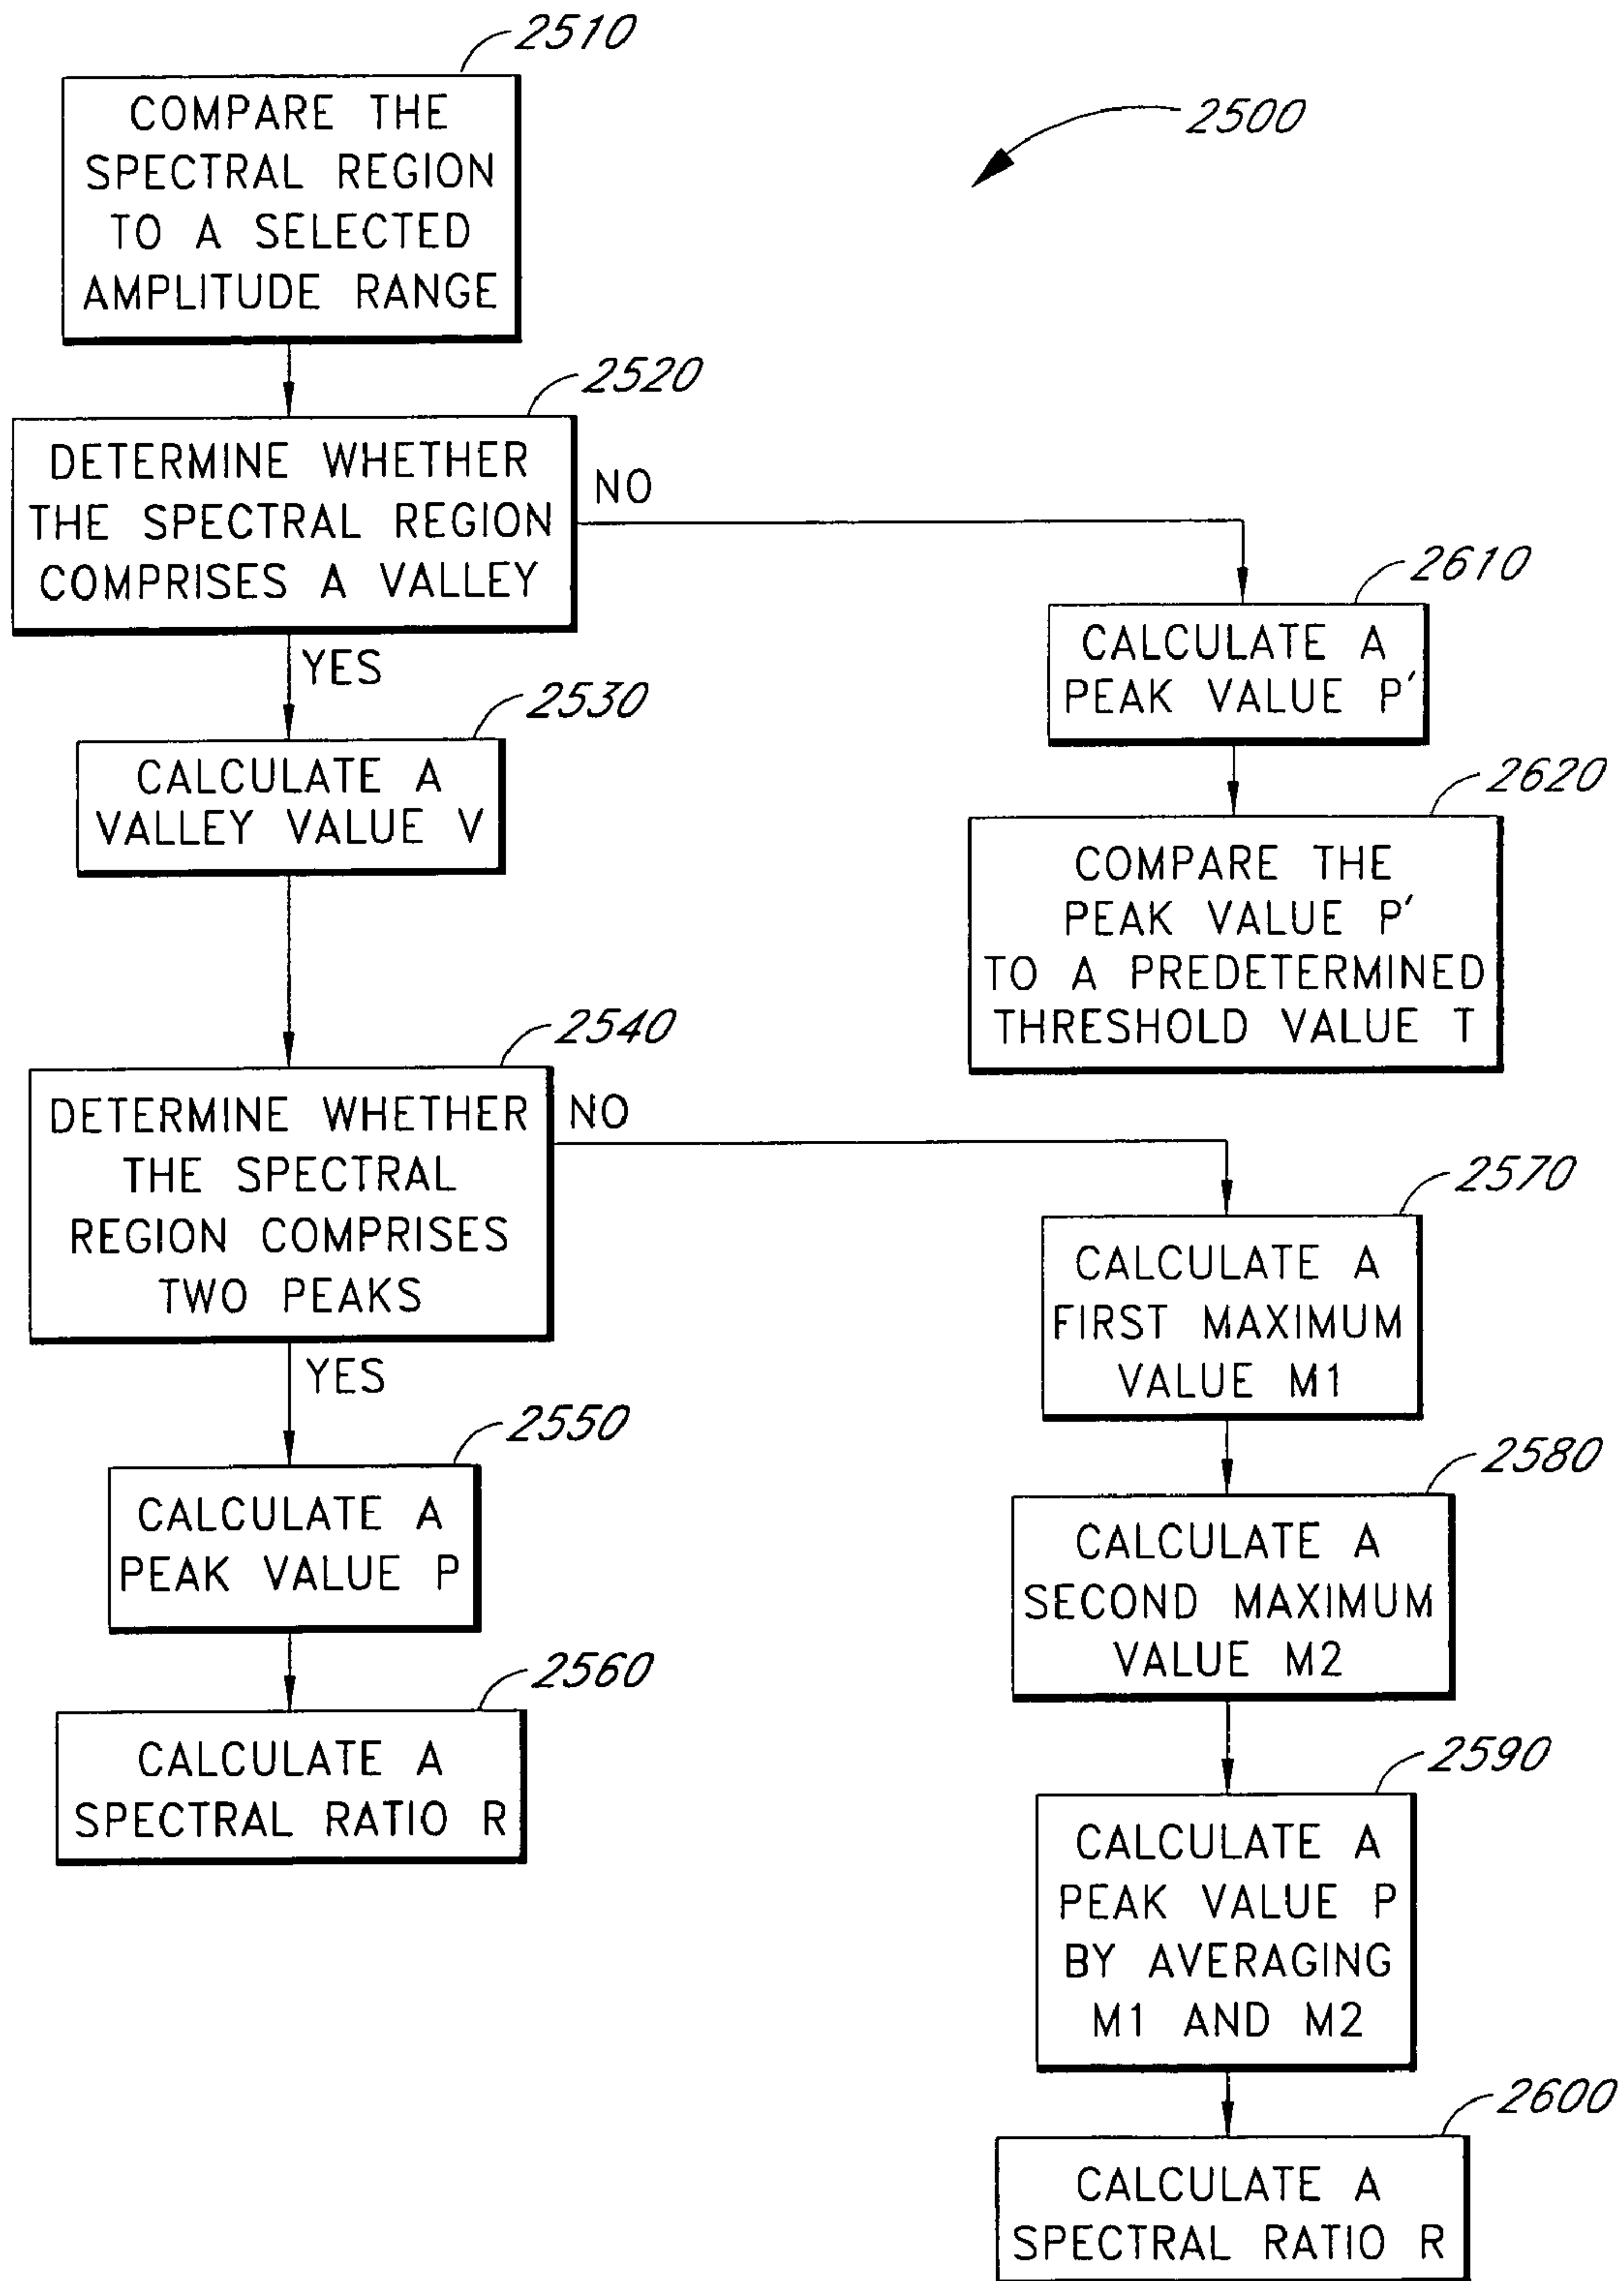 2510
COMPARE THE
SPECTRAL REGION
TO A SELECTED
AMPLITUDE RANGE
2500
2520
DETERMINE WHETHER
THE SPECTRAL REGION
COMPRISES A VALLEY
NO
YES
2610
CALCULATE A
PEAK VALUE P'
2530
CALCULATE A
VALLEY VALUE V
2620
COMPARE THE
PEAK VALUE P'
TO A PREDETERMINED
THRESHOLD VALUE T
2540
DETERMINE WHETHER
THE SPECTRAL
REGION COMPRISES
TWO PEAKS
NO
YES
2570
CALCULATE A
FIRST MAXIMUM
VALUE M1
2550
CALCULATE A
PEAK VALUE P
2580
CALCULATE A
SECOND MAXIMUM
VALUE M2
2560
CALCULATE A
SPECTRAL RATIO R
2590
CALCULATE A
PEAK VALUE P
BY AVERAGING
M1 AND M2
2600
CALCULATE A
SPECTRAL RATIO R